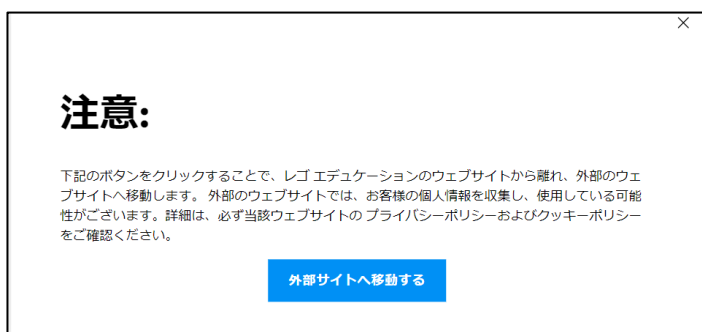 注意:
下記のボタンをクリックすることで、レゴ エデュケーションのウェブサイトから離れ、外部のウェ
ブサイトへ移動します。 外部のウェブサイトでは、お客様の個人情報を収集し、使用している可能
性がございます。詳細は、必ず当該ウェブサイトの プライバシーポリシーおよびクッキーポリシー
をご確認ください。
外部サイトへ移動する